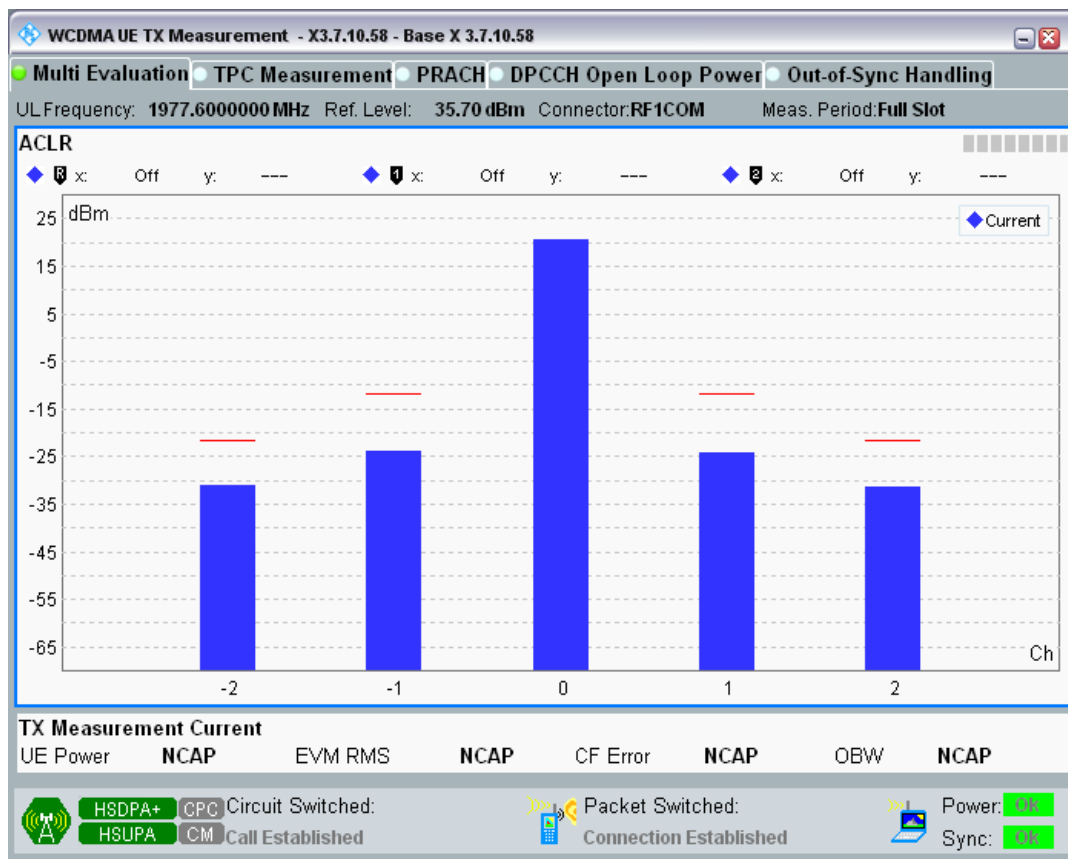 WCDMA UE TX Measurement - X3.7.10.58 - Base X 3.7.10.58
Multi Evaluation TPC Measurement PRACH DPCCH Open Loop Power Out-of-Sync Handling
UL Frequency: 1977.6000000 MHz Ref. Level: 35.70 dBm Connector:RF1COM Meas. Period:Full Slot
ACLR
R x: Off y: --- 1 x: Off y: --- 2 x: Off y: ---
dBm
Current
25
15
5
-5
-15
-25
-35
-45
-55
-65
Ch
-2 -1 0 1 2
TX Measurement Current
UE Power NCAP EVM RMS NCAP CF Error NCAP OBW NCAP
HSDPA+ CPC Circuit Switched: Packet Switched: Power: OK
HSUPA CM Call Established Connection Established Sync: OK